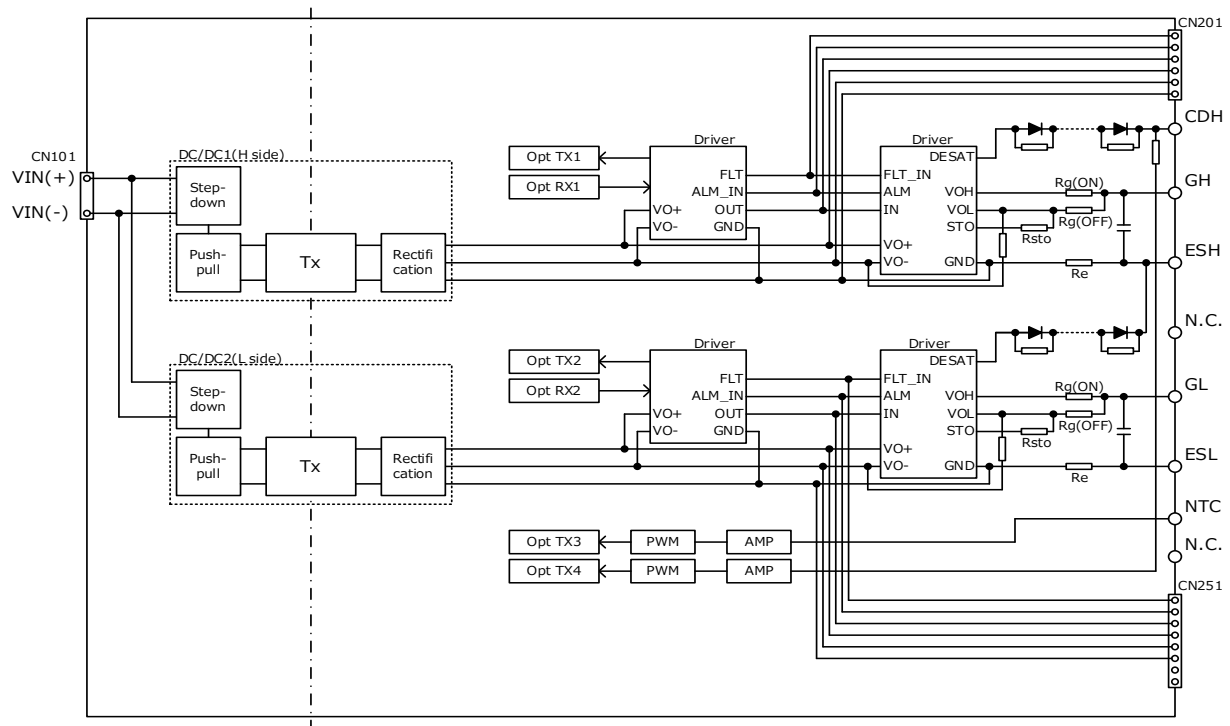 CN201
CDH
GH
ESH
N.C.
GL
ESL
NTC
N.C.
CN251
CN101
VIN(+)
VIN(-)
DC/DC1(H side)
Step-
down
Push-
pull
Tx
Rectifi
cation
Opt TX1
Opt RX1
Driver
FLT
ALM_IN
OUT
GND
VO+
VO-
Driver
DESAT
FLT_IN
ALM
IN
VOH
VOL
STO
VO+
VO-
GND
Rg(ON)
Rg(OFF)
Rsto
Re
DC/DC2(L side)
Step-
down
Push-
pull
Tx
Rectifi
cation
Opt TX2
Opt RX2
Driver
FLT
ALM_IN
OUT
GND
VO+
VO-
Driver
DESAT
FLT_IN
ALM
IN
VOH
VOL
STO
VO+
VO-
GND
Rg(ON)
Rg(OFF)
Rsto
Re
Opt TX3
PWM
AMP
Opt TX4
PWM
AMP